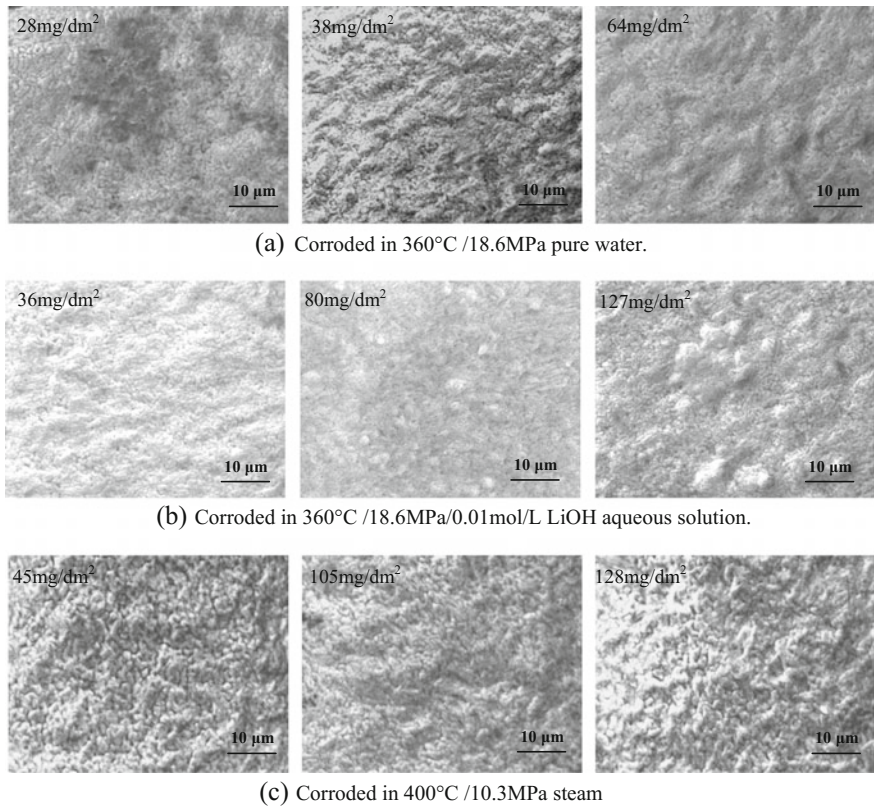 28mg/dm²
38mg/dm²
64mg/dm²
10 μm
10 μm
10 μm
(a) Corroded in 360°C /18.6MPa pure water.
36mg/dm²
80mg/dm²
127mg/dm²
10 μm
10 μm
10 μm
(b) Corroded in 360°C /18.6MPa/0.01mol/L LiOH aqueous solution.
45mg/dm²
105mg/dm²
128mg/dm²
10 μm
10 μm
10 μm
(c) Corroded in 400°C /10.3MPa steam